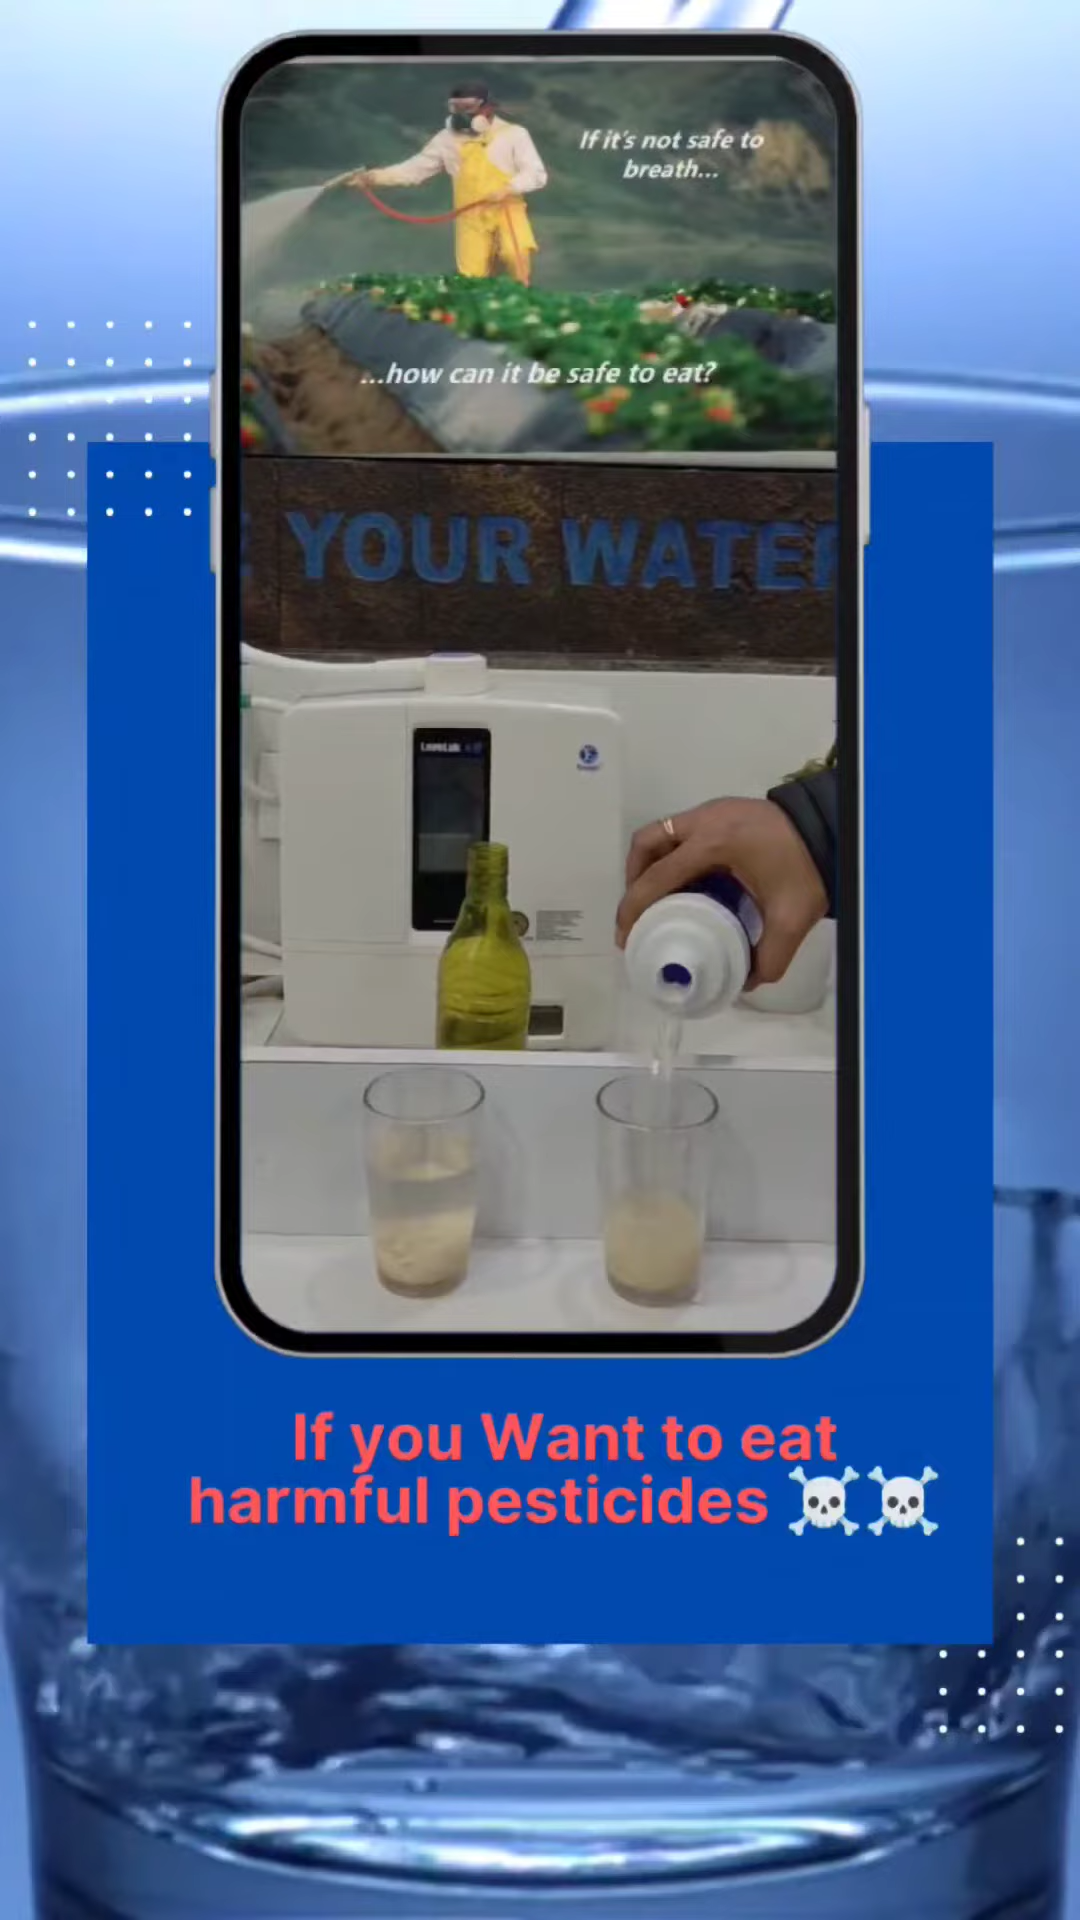 If it's not safe to
breath...
...how can it be safe to eat?
YOUR WATER
If you Want to eat
harmful pesticides ☠️☠️